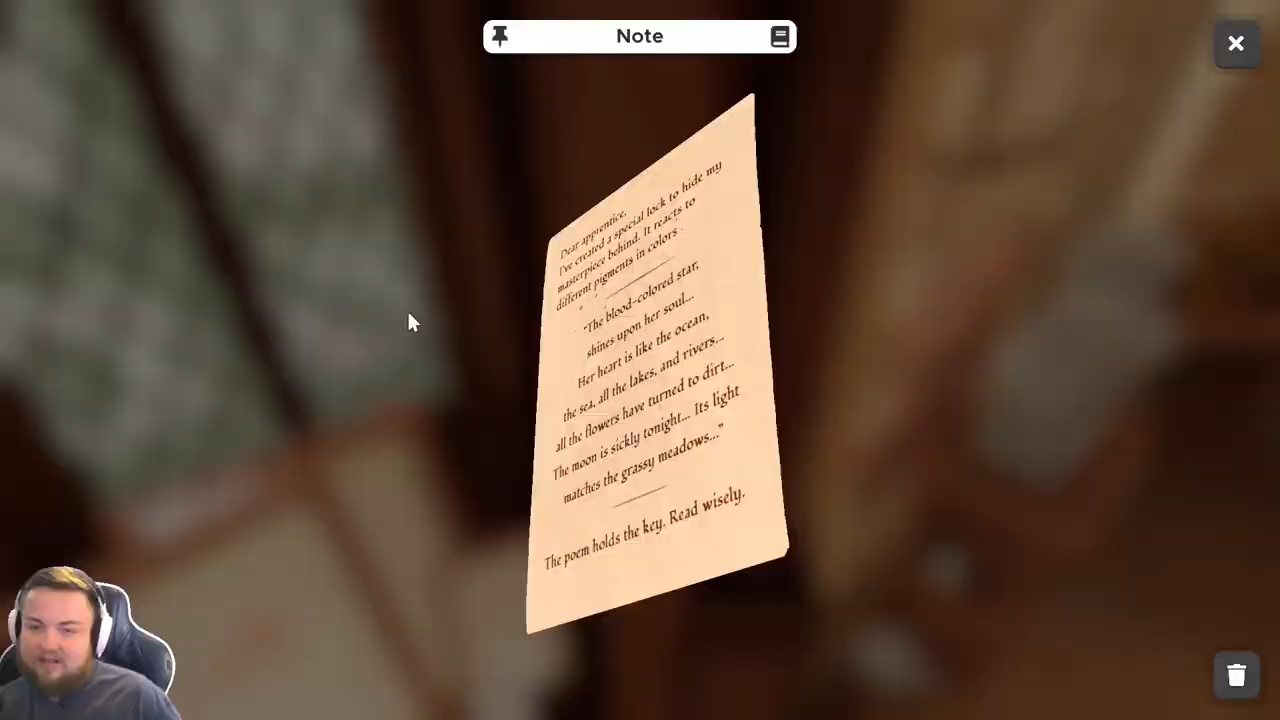 Note
Dear apprentice,
I've created a special lock to hide my
masterpiece behind. It reacts to
different pigments in colors.
"The blood-colored star,
shines upon her soul...
Her heart is like the ocean,
the sea, all the lakes, and rivers...
all the flowers have turned to dirt...
The moon is sickly tonight... Its light
matches the grassy meadows..."
The poem holds the key. Read wisely.